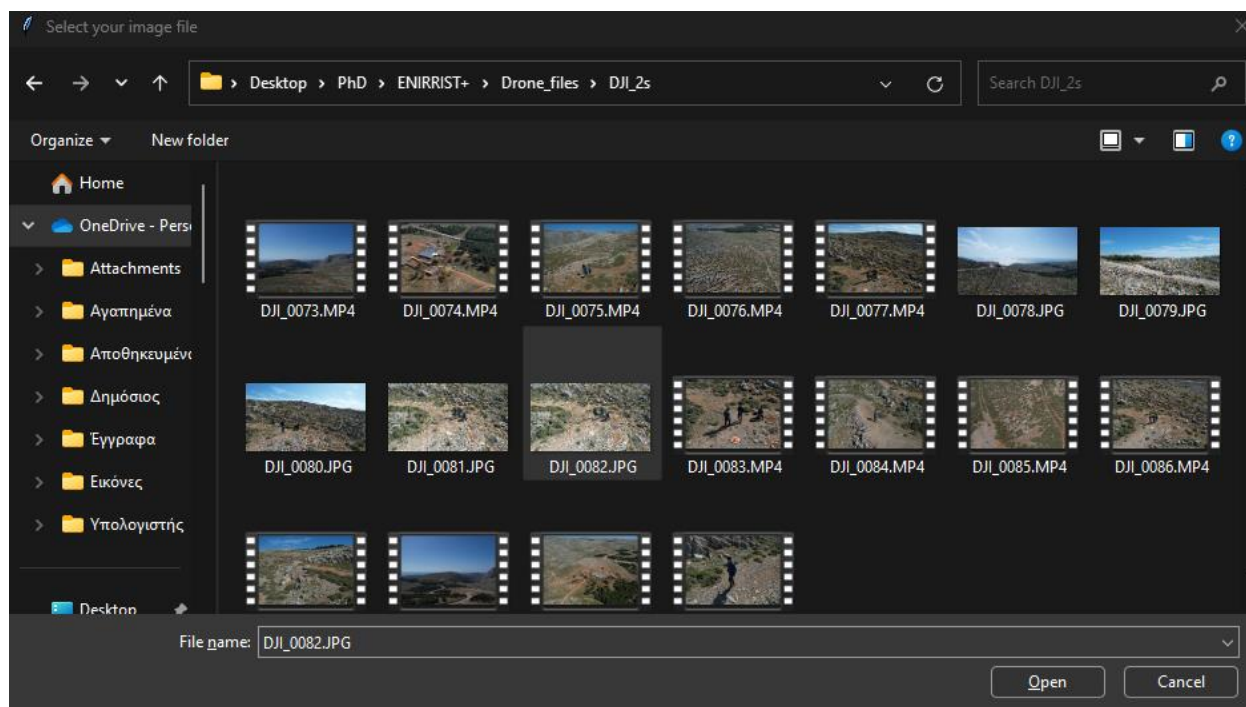 Select your image file
Desktop > PhD > ENIRRIST+ > Drone_files > DJI_2s
Search DJI_2s
Organize
New folder
Home
OneDrive - Pers
Attachments
Αγαπημένα
Αποθηκευμένα
Δημόσιος
Έγγραφα
Εικόνες
Υπολογιστής
Desktop
DJI_0073.MP4 DJI_0074.MP4 DJI_0075.MP4 DJI_0076.MP4 DJI_0077.MP4 DJI_0078.JPG DJI_0079.JPG
DJI_0080.JPG DJI_0081.JPG DJI_0082.JPG DJI_0083.MP4 DJI_0084.MP4 DJI_0085.MP4 DJI_0086.MP4
File name: DJI_0082.JPG
Open Cancel